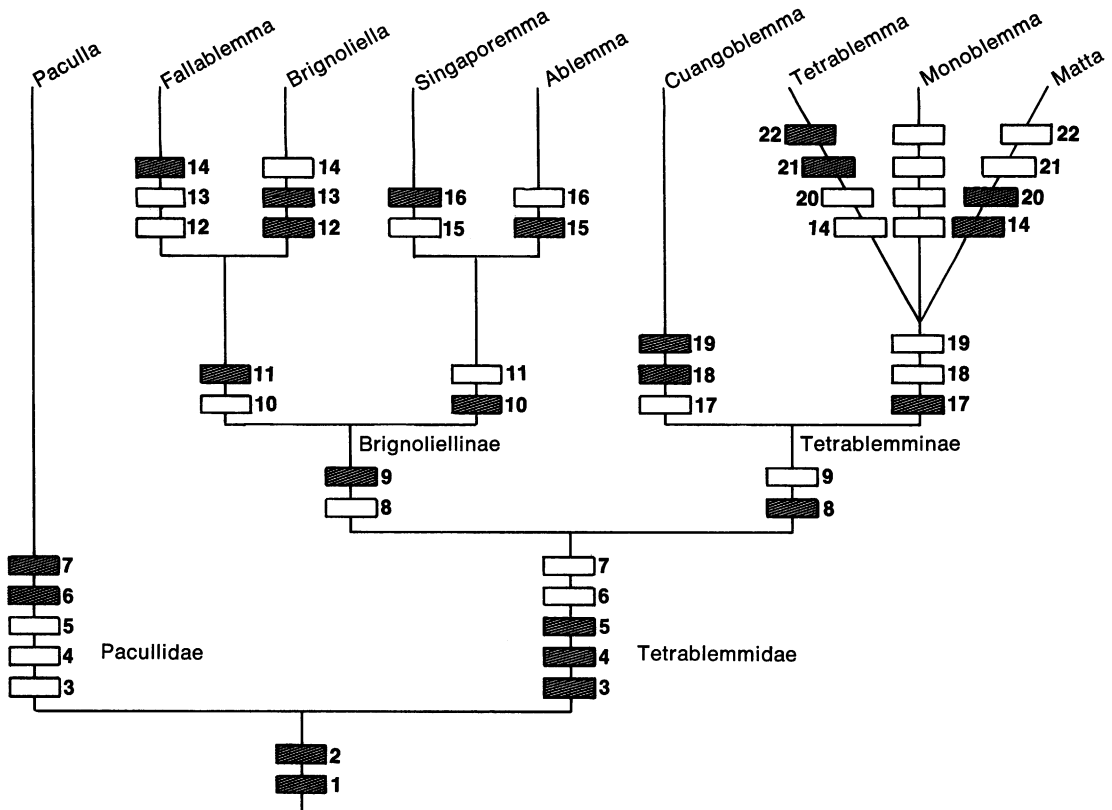 Paculla
Fallablemma
Brignoliella
Singaporemma
Ablemma
Cuangoblemma
Tetrablemma
Monoblemma
Matta
22 22
14 14 21 21
13 13 16 16 20 20
12 12 15 15 14 14
19 19
11 11 18 18
10 10 17 17
Brignoliellinae Tetrablemminae
9 9
8 8
7 7
6 6
5 5
Pacullidae Tetrablemmidae
4 4
3 3
2
1